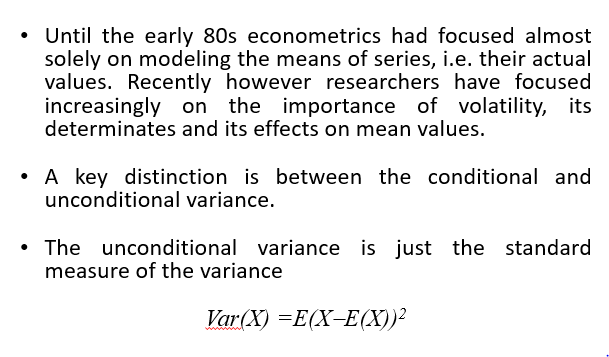 • Until the early 80s econometrics had focused almost
solely on modeling the means of series, i.e. their actual
values. Recently however researchers have focused
increasingly on the importance of volatility, its
determinates and its effects on mean values.
• A key distinction is between the conditional and
unconditional variance.
• The unconditional variance is just the standard
measure of the variance
Var(X) =E(X–E(X))²